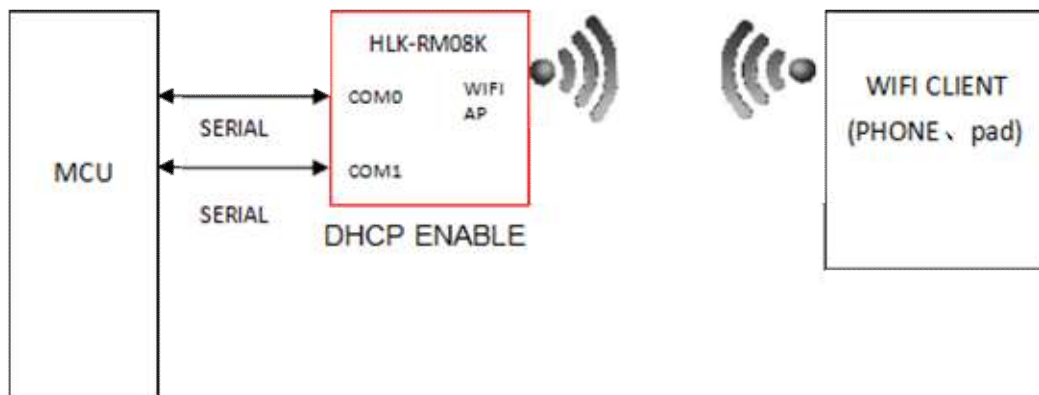 HLK-RM08K
COM0
WIFI
AP
SERIAL
COM1
SERIAL
MCU
DHCP ENABLE
WIFI CLIENT
(PHONE、pad)